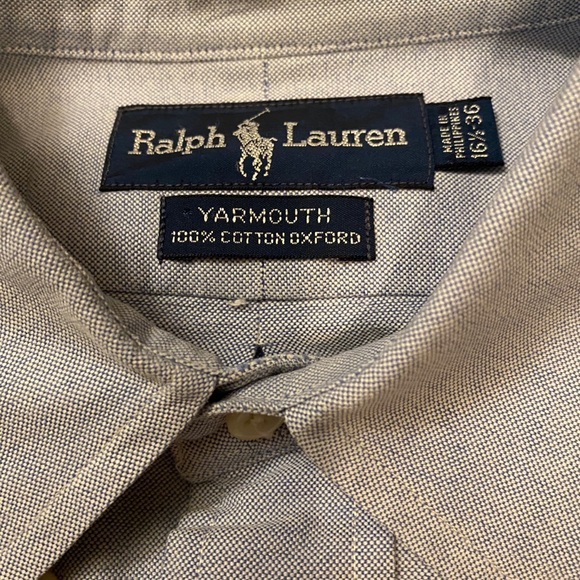 Ralph Lauren
MADE IN
PHILIPPINES
16½-36
YARMOUTH
100% COTTON OXFORD